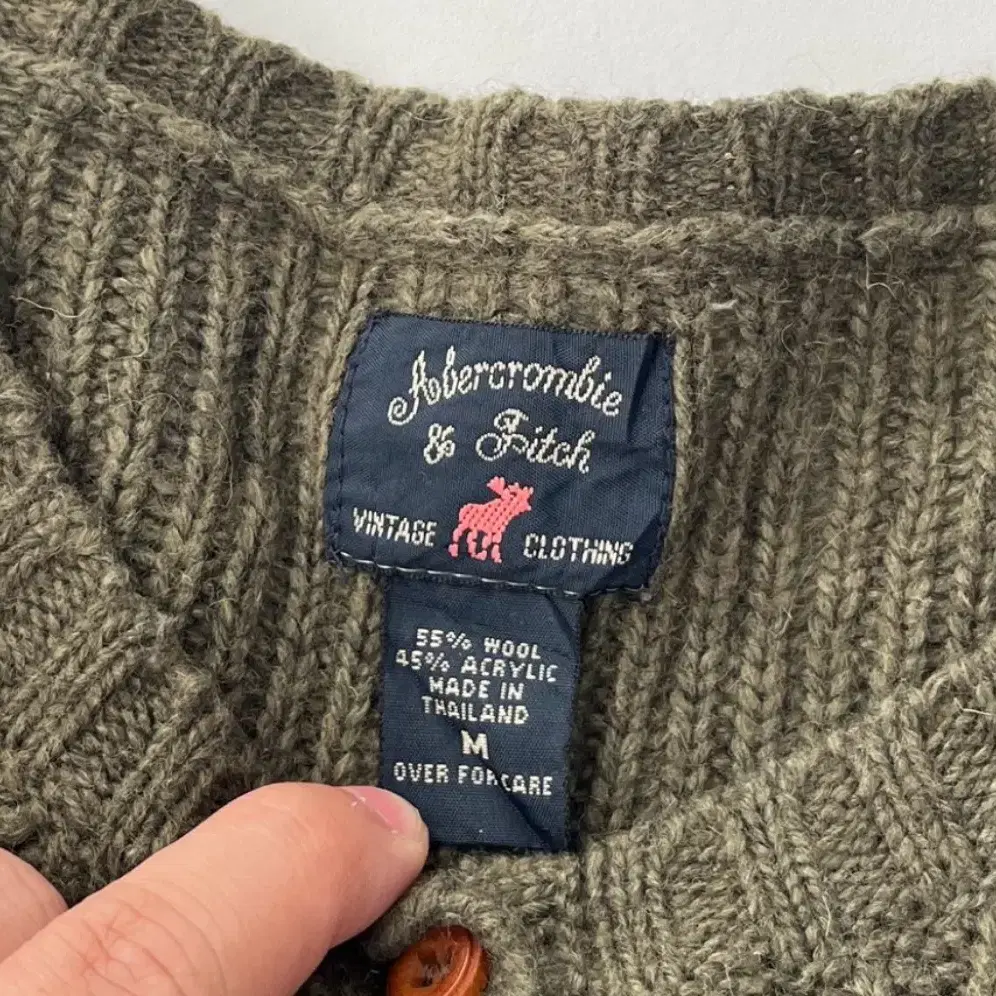 Abercrombie
& Fitch
VINTAGE CLOTHING
55% WOOL
45% ACRYLIC
MADE IN
THAILAND
M
OVER FOR CARE